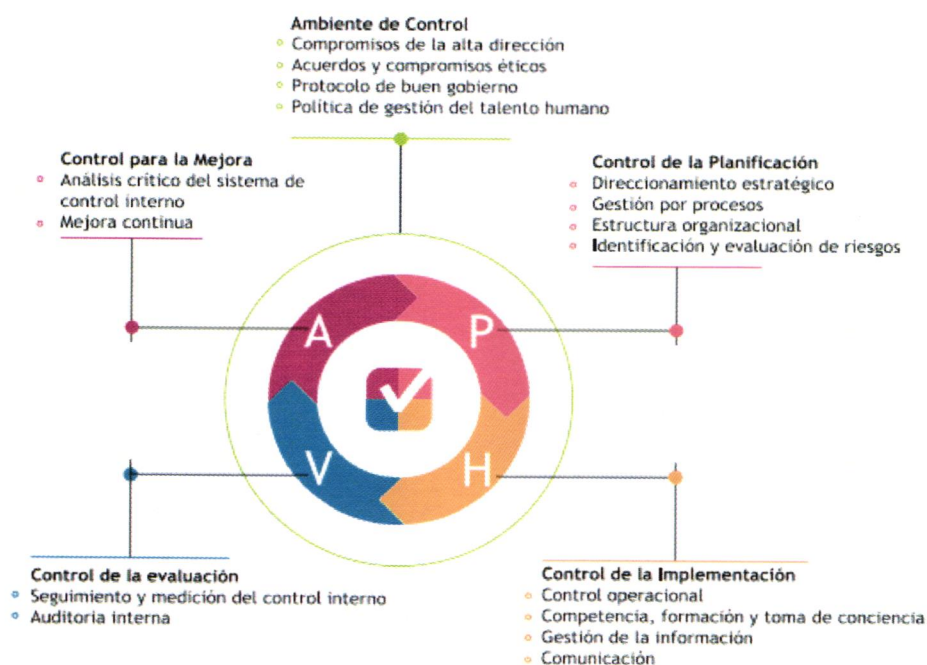 Ambiente de Control
Compromisos de la alta dirección
Acuerdos y compromisos éticos
Protocolo de buen gobierno
Política de gestión del talento humano
Control para la Mejora
Análisis crítico del sistema de
control interno
Mejora continua
Control de la Planificación
Direccionamiento estratégico
Gestión por procesos
Estructura organizacional
Identificación y evaluación de riesgos
A
P
V
H
Control de la evaluación
Seguimiento y medición del control interno
Auditoria interna
Control de la Implementación
Control operacional
Competencia, formación y toma de conciencia
Gestión de la información
Comunicación